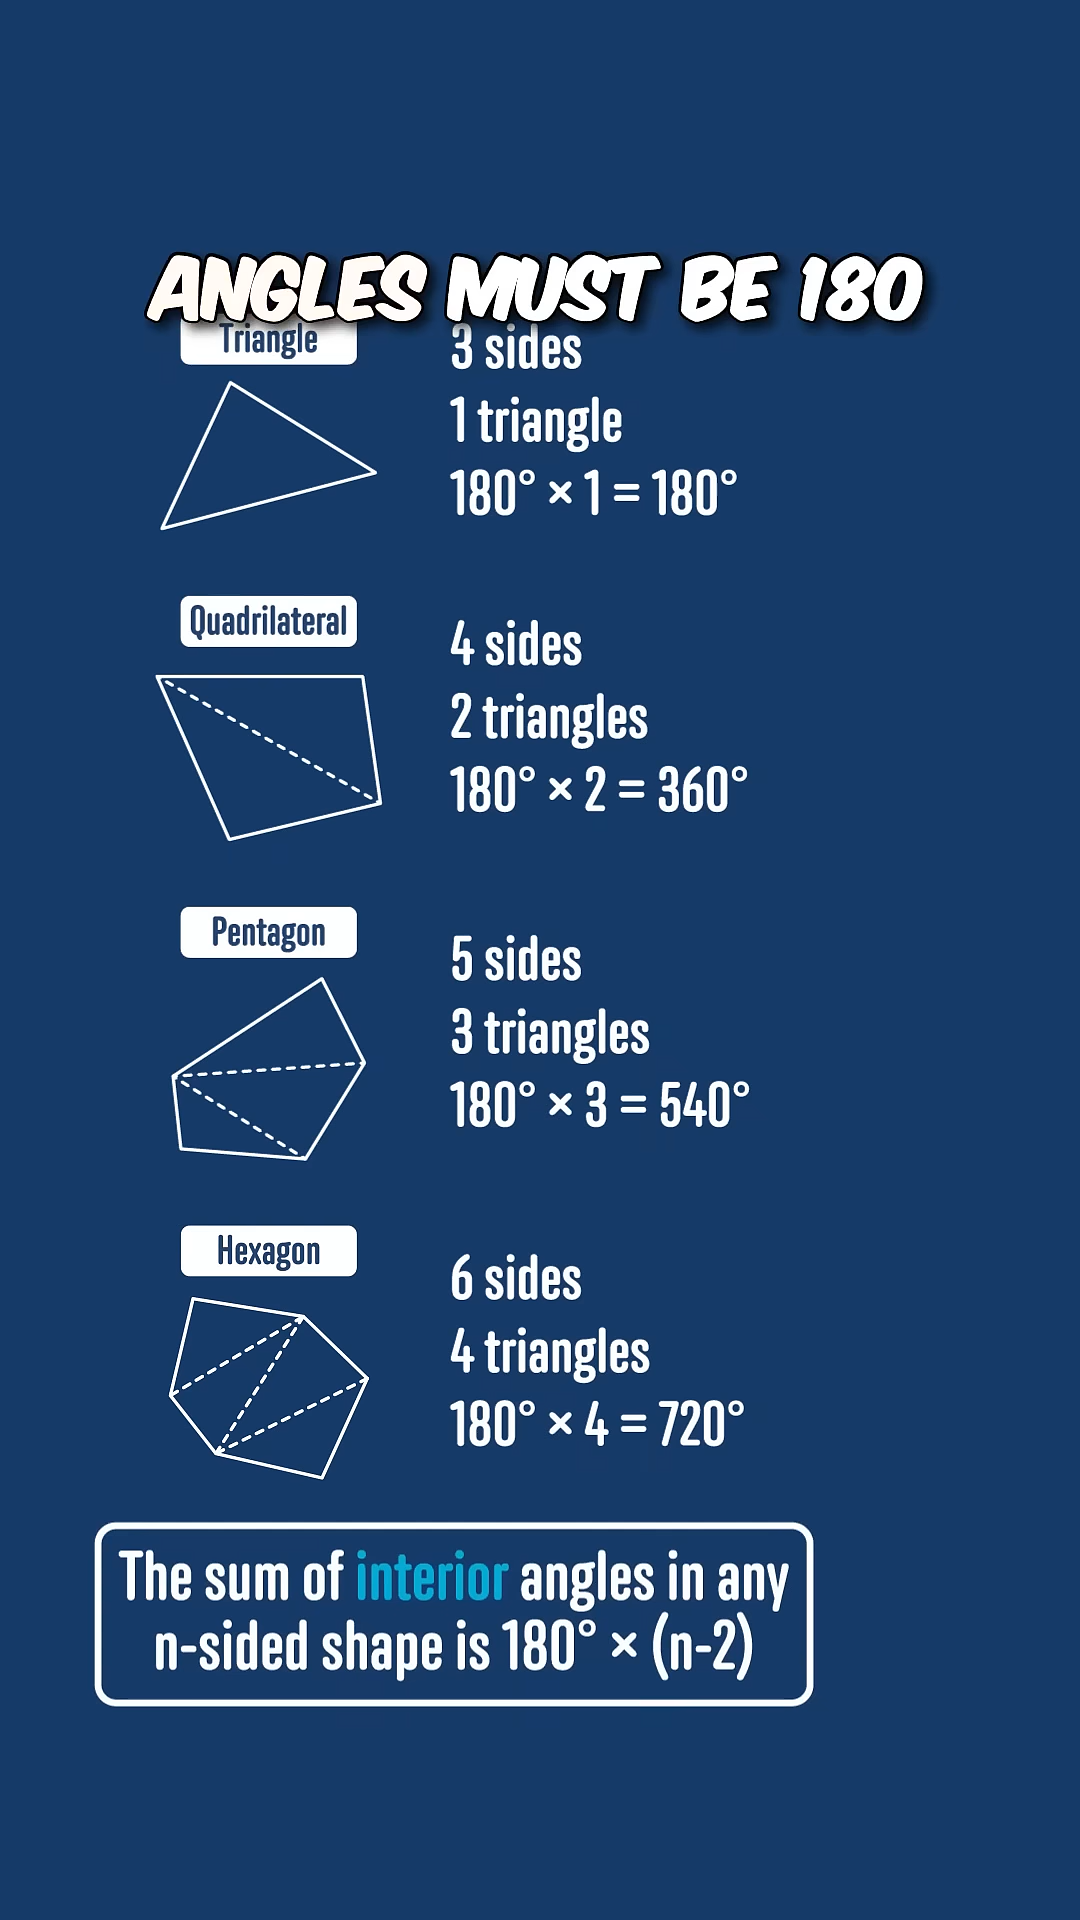 ANGLES MUST BE 180
Triangle
3 sides
1 triangle
180° × 1 = 180°
Quadrilateral
4 sides
2 triangles
180° × 2 = 360°
Pentagon
5 sides
3 triangles
180° × 3 = 540°
Hexagon
6 sides
4 triangles
180° × 4 = 720°
The sum of interior angles in any
n-sided shape is 180° × (n-2)